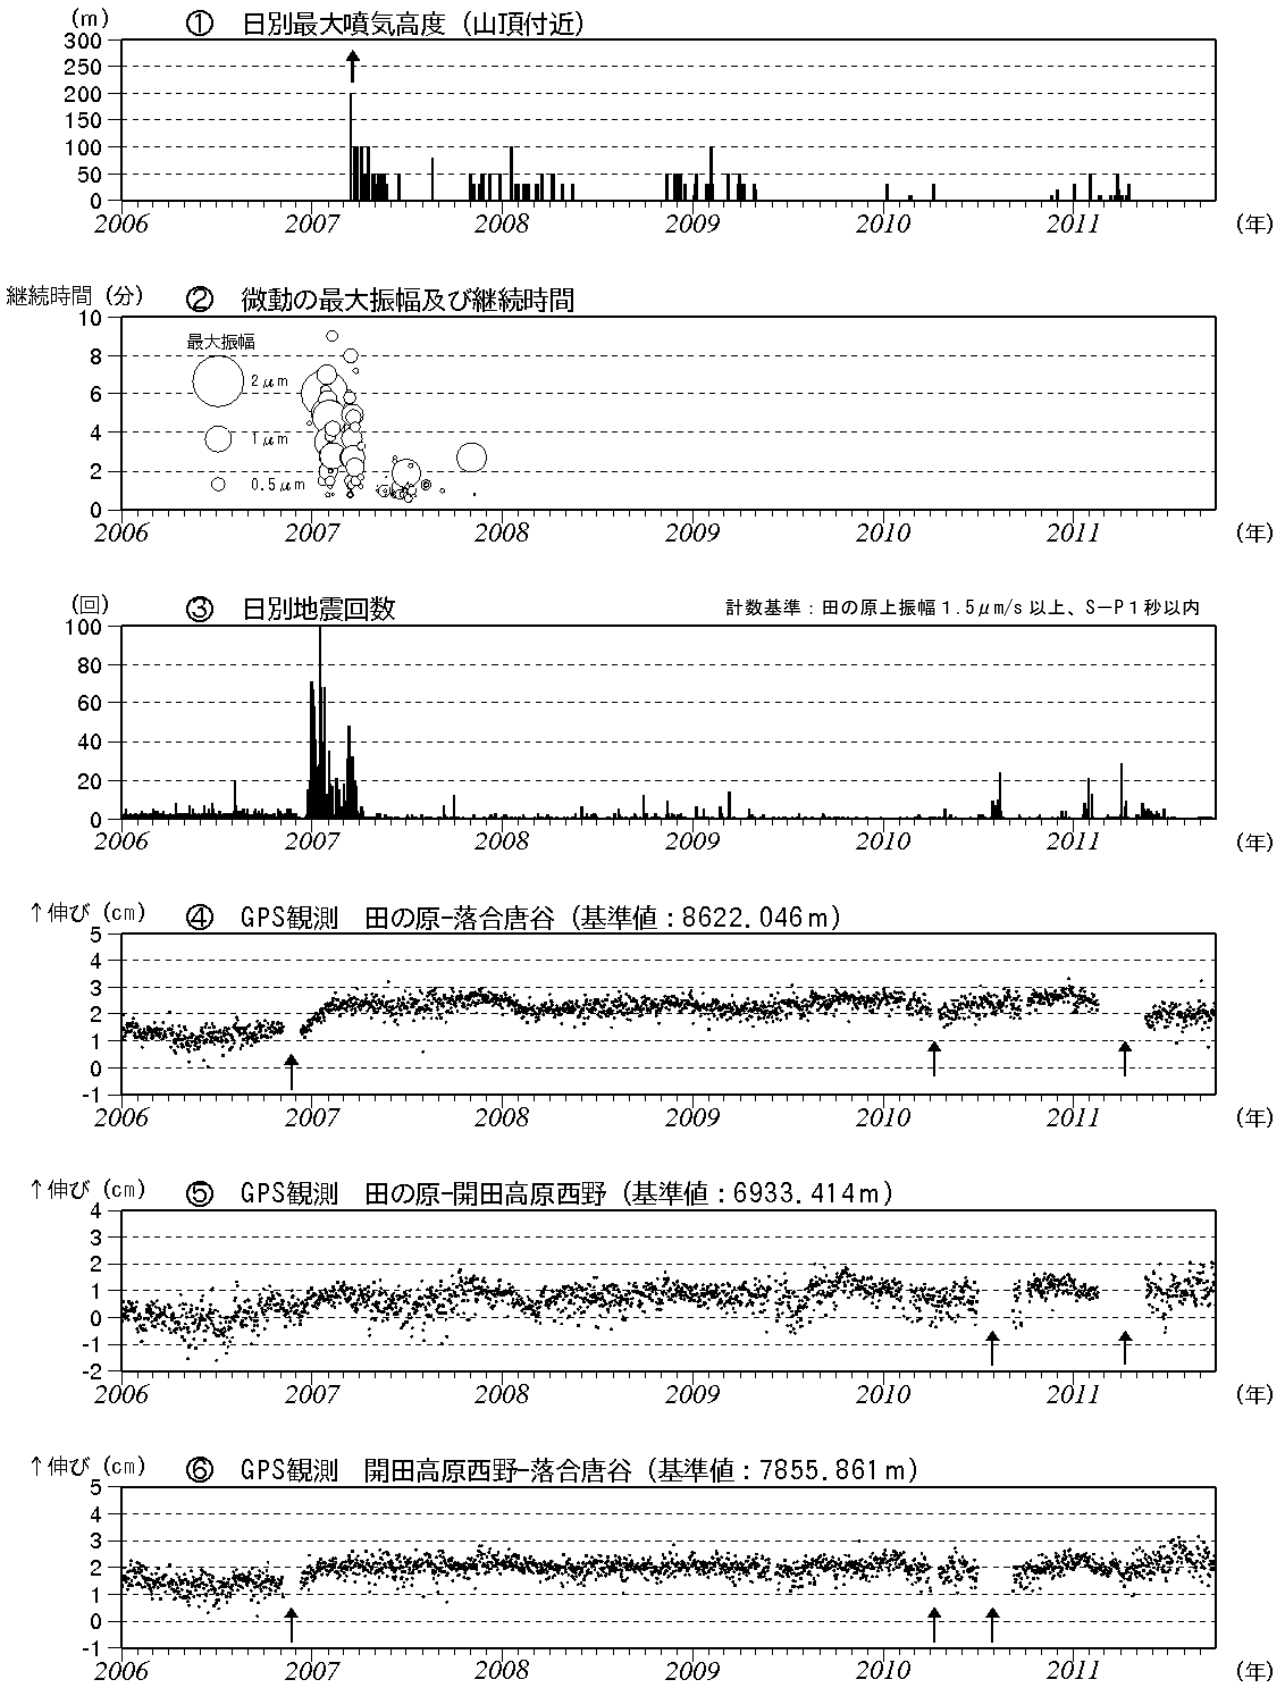 (m) ① 日別最大噴気高度（山頂付近）
300
250
200
150
100
50
0
2006 2007 2008 2009 2010 2011 (年)
継続時間（分） ② 微動の最大振幅及び継続時間
10
8
6
4
2
0
最大振幅
2μm
1μm
0.5μm
2006 2007 2008 2009 2010 2011 (年)
(回) ③ 日別地震回数 計数基準：田の原上振幅1.5μm/s以上、S－P1秒以内
100
80
60
40
20
0
2006 2007 2008 2009 2010 2011 (年)
↑伸び（cm） ④ GPS観測 田の原−落合唐谷（基準値：8622.046m）
5
4
3
2
1
0
-1
2006 2007 2008 2009 2010 2011 (年)
↑伸び（cm） ⑤ GPS観測 田の原−開田高原西野（基準値：6933.414m）
4
3
2
1
0
-1
-2
2006 2007 2008 2009 2010 2011 (年)
↑伸び（cm） ⑥ GPS観測 開田高原西野−落合唐谷（基準値：7855.861m）
5
4
3
2
1
0
-1
2006 2007 2008 2009 2010 2011 (年)